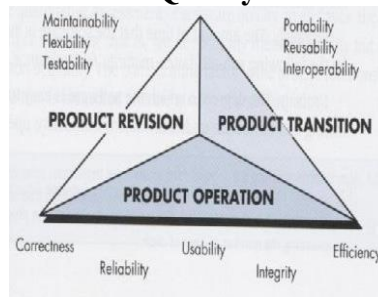 Maintainability
Flexibility
Testability
Portability
Reusability
Interoperability
PRODUCT REVISION
PRODUCT TRANSITION
PRODUCT OPERATION
Correctness
Usability
Efficiency
Reliability
Integrity